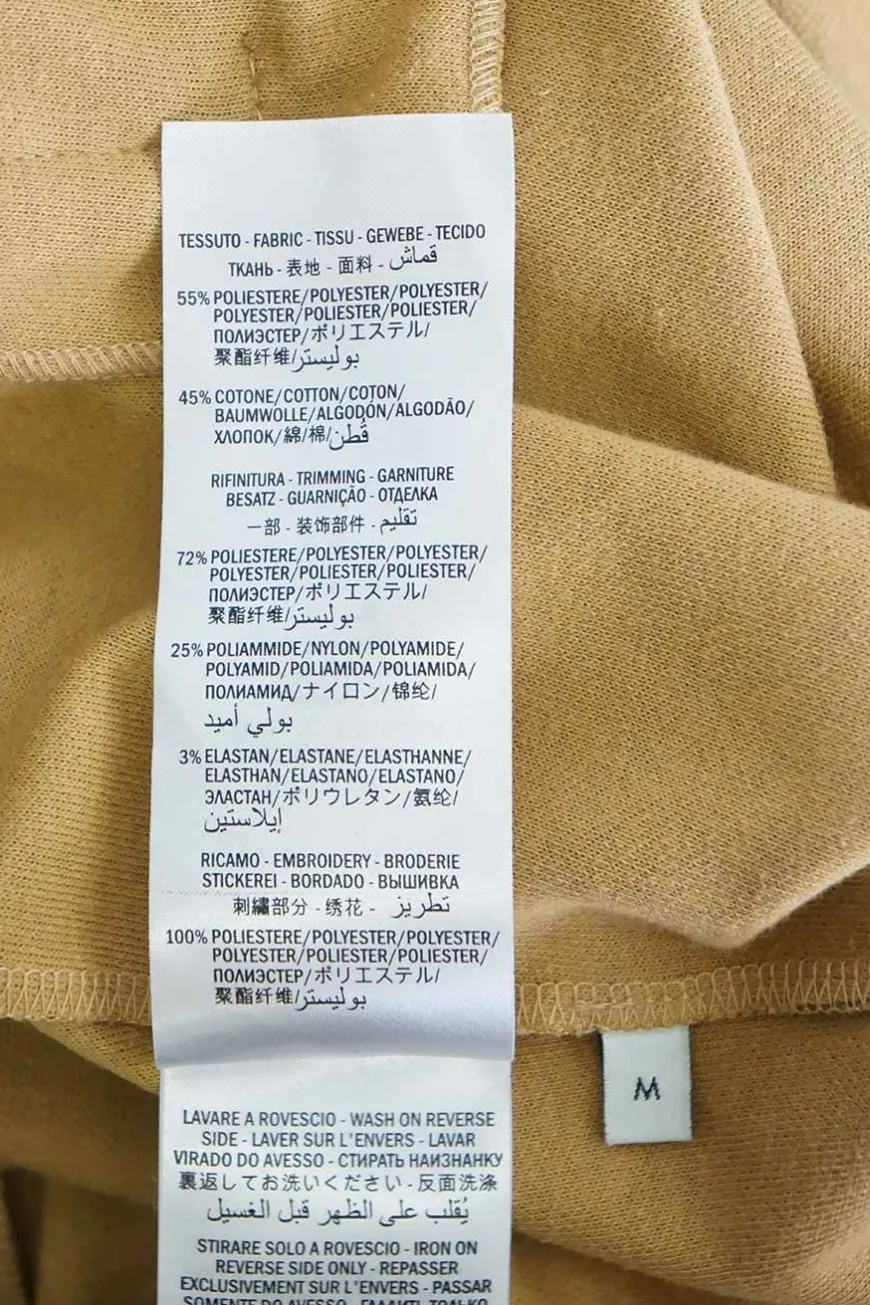 TESSUTO - FABRIC - TISSU - GEWEBE - TECIDO
ТКАНЬ - 表地 - 面料 - قماش
55% POLIESTERE/POLYESTER/POLYESTER/
POLYESTER/POLIESTER/POLIESTER/
ПОЛИЭСТЕР/ポリエステル/
聚酯纤维/بوليستر
45% COTONE/COTTON/COTON/
BAUMWOLLE/ALGODÓN/ALGODÃO/
ХЛОПОК/綿/棉/قُطن
RIFINITURA - TRIMMING - GARNITURE
BESATZ - GUARNIÇÃO - ОТДЕЛКА
一部 - 装饰部件 - تقليم
72% POLIESTERE/POLYESTER/POLYESTER/
POLYESTER/POLIESTER/POLIESTER/
ПОЛИЭСТЕР/ポリエステル/
聚酯纤维/بوليستر
25% POLIAMMIDE/NYLON/POLYAMIDE/
POLYAMID/POLIAMIDA/POLIAMIDA/
ПОЛИАМИД/ナイロン/锦纶/
بولي أميد
3% ELASTAN/ELASTANE/ELASTHANNE/
ELASTHAN/ELASTANO/ELASTANO/
ЭЛАСТАН/ポリウレタン/氨纶/
إيلاستين
RICAMO - EMBROIDERY - BRODERIE
STICKEREI - BORDADO - ВЫШИВКА
刺繍部分 - 绣花 - تطريز
100% POLIESTERE/POLYESTER/POLYESTER/
POLYESTER/POLIESTER/POLIESTER/
ПОЛИЭСТЕР/ポリエステル/
聚酯纤维/بوليستر
M
LAVARE A ROVESCIO - WASH ON REVERSE
SIDE - LAVER SUR L'ENVERS - LAVAR
VIRADO DO AVESSO - СТИРАТЬ НАИЗНАНКУ
裏返してお洗いください - 反面洗涤
يُقلب على الظهر قبل الغسيل
STIRARE SOLO A ROVESCIO - IRON ON
REVERSE SIDE ONLY - REPASSER
EXCLUSIVEMENT SUR L'ENVERS - PASSAR
SOMENTE DO AVESSO - ГЛАДИТЬ ТОЛЬКО